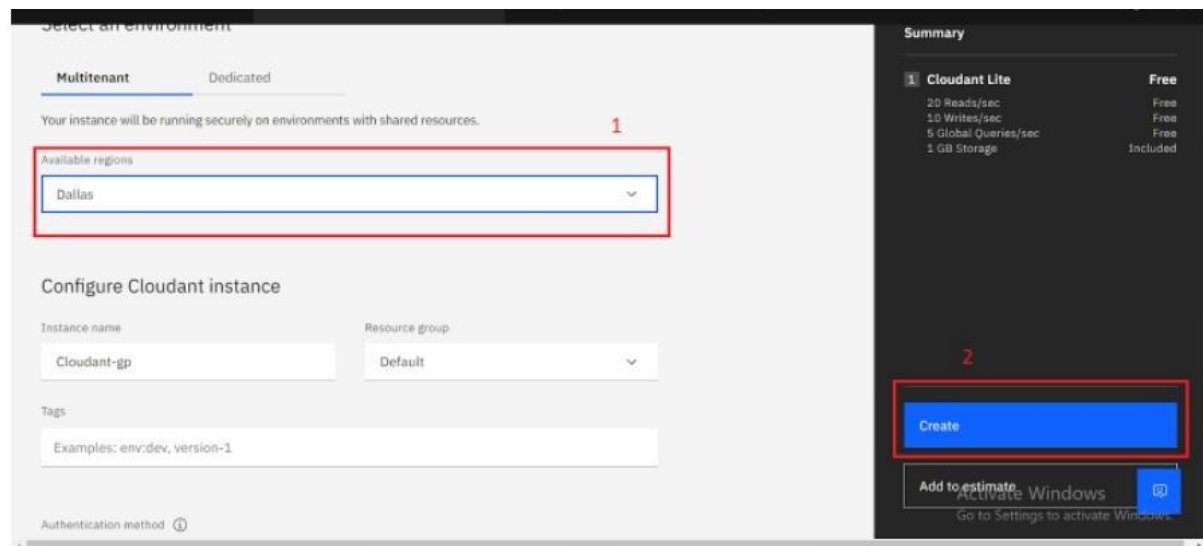 Select an environment
Multitenant Dedicated
Your instance will be running securely on environments with shared resources.
1
Available regions
Dallas
Configure Cloudant instance
Instance name Resource group
Cloudant-gp Default
Tags
Examples: env:dev, version-1
Authentication method
Summary
1 Cloudant Lite Free
20 Reads/sec Free
10 Writes/sec Free
5 Global Queries/sec Free
1 GB Storage Included
2
Create
Add to estimate
Activate Windows
Go to Settings to activate Windows.